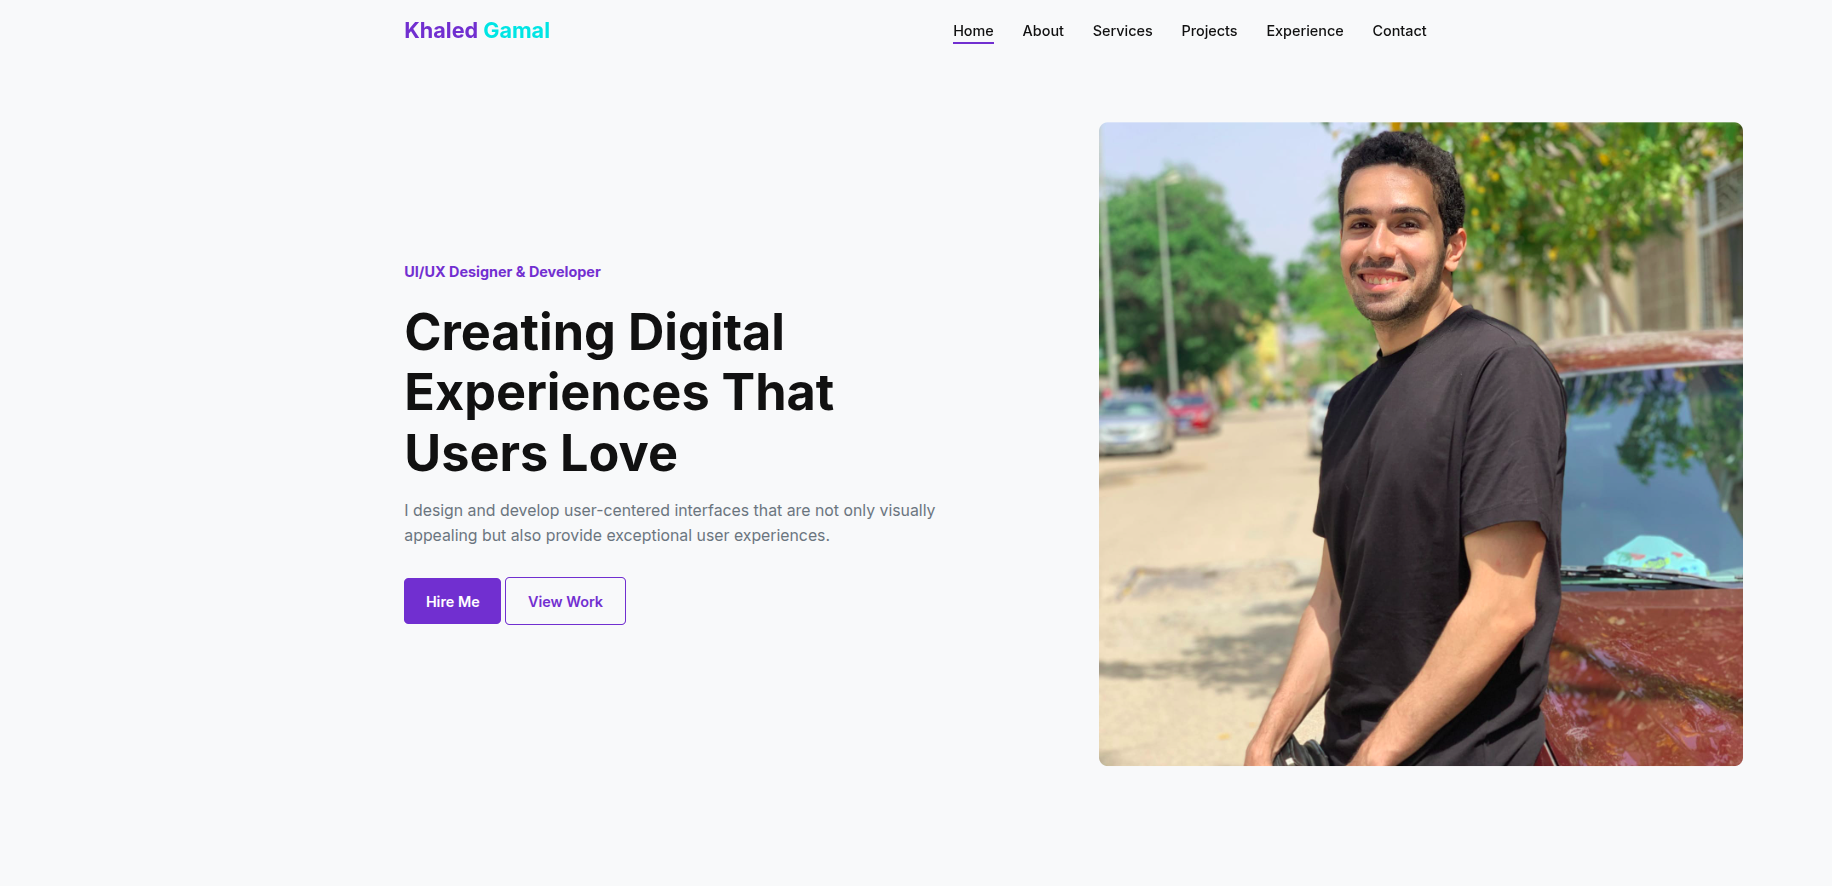 Khaled Gamal
Home About Services Projects Experience Contact
UI/UX Designer & Developer
Creating Digital
Experiences That
Users Love
I design and develop user-centered interfaces that are not only visually
appealing but also provide exceptional user experiences.
Hire Me View Work